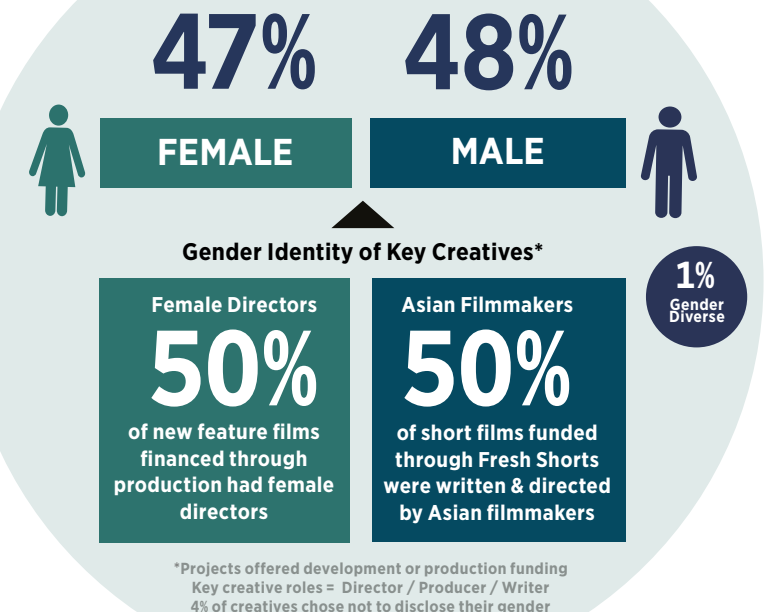 47% 48%
FEMALE MALE
Gender Identity of Key Creatives*
1%
Gender
Diverse
Female Directors
50%
of new feature films
financed through
production had female
directors
Asian Filmmakers
50%
of short films funded
through Fresh Shorts
were written & directed
by Asian filmmakers
*Projects offered development or production funding
Key creative roles = Director / Producer / Writer
4% of creatives chose not to disclose their gender